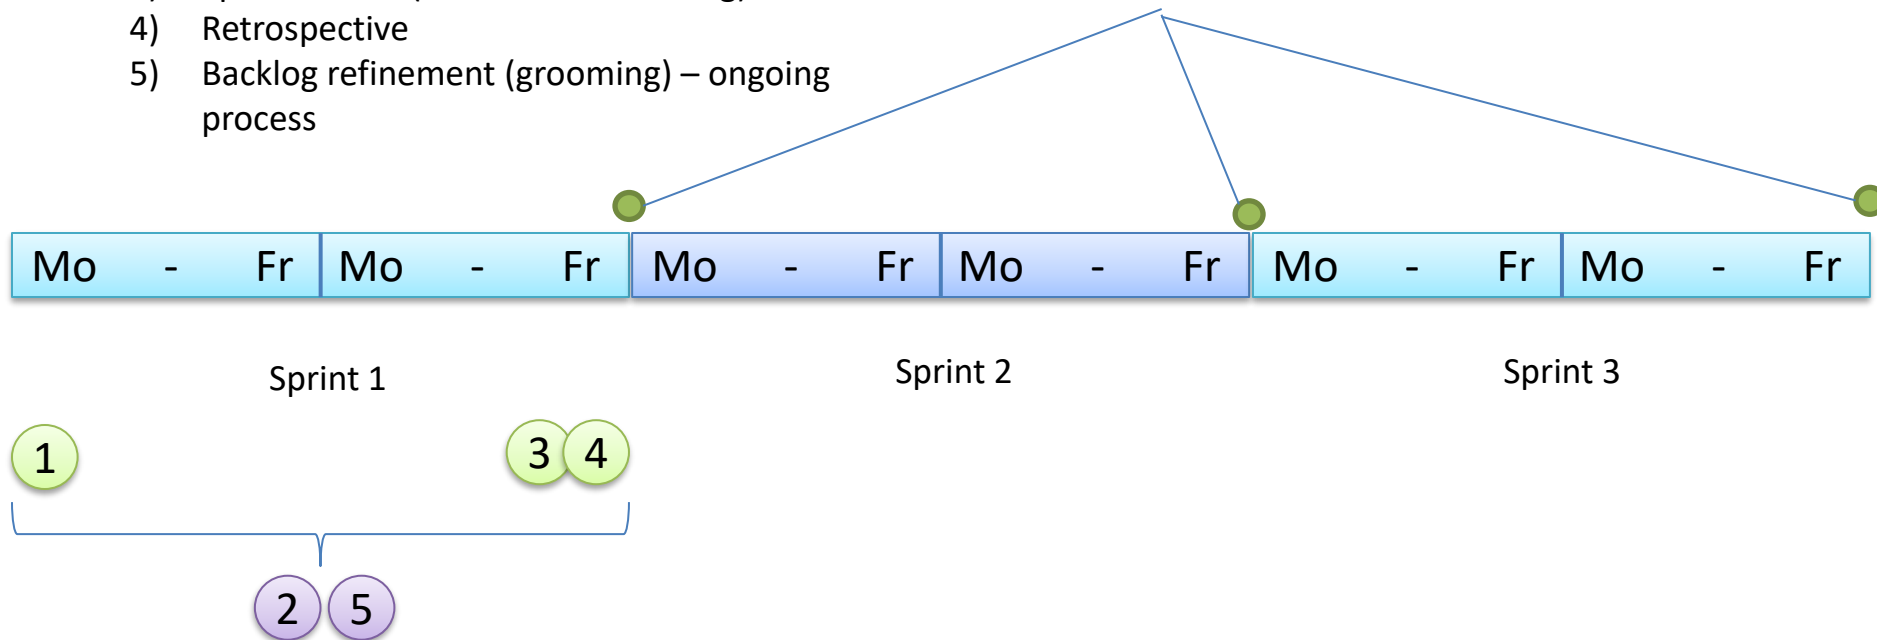 4) Retrospective
5) Backlog refinement (grooming) – ongoing
process
Mo - Fr Mo - Fr Mo - Fr Mo - Fr Mo - Fr Mo - Fr
Sprint 1 Sprint 2 Sprint 3
1 3 4
2 5